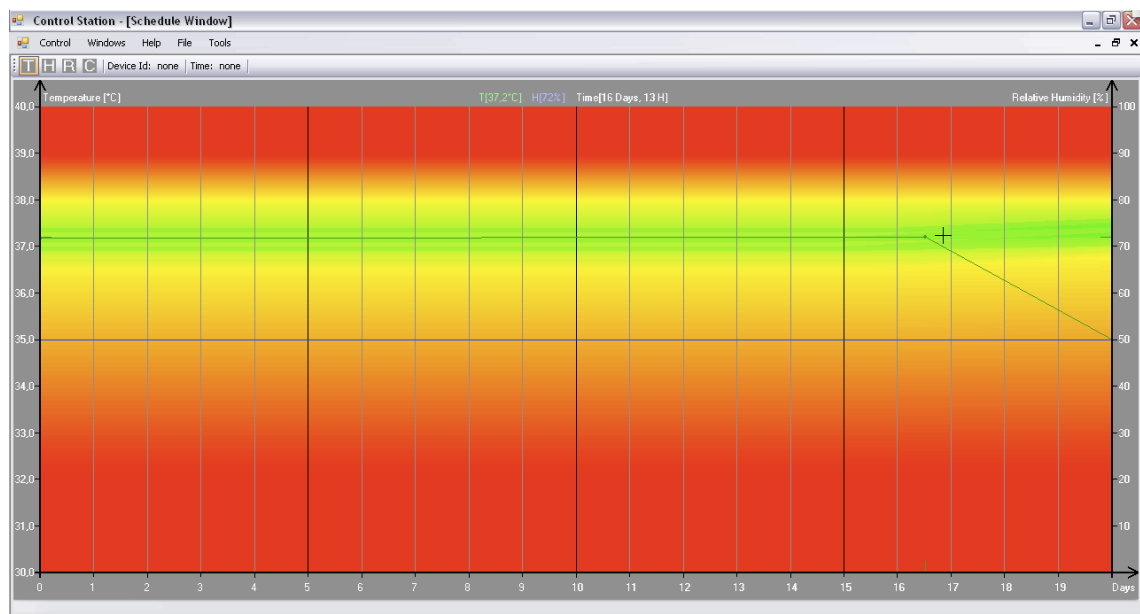 Control Station - [Schedule Window]
Control Windows Help File Tools
T H R C Device Id: none Time: none
Temperature [°C] T[37,2°C] H[72%] Time[16 Days, 13 H] Relative Humidity [%]
40,0 100
39,0 90
38,0 80
37,0 70
36,0 60
35,0 50
34,0 40
33,0 30
32,0 20
31,0 10
30,0
0 1 2 3 4 5 6 7 8 9 10 11 12 13 14 15 16 17 18 19 Days